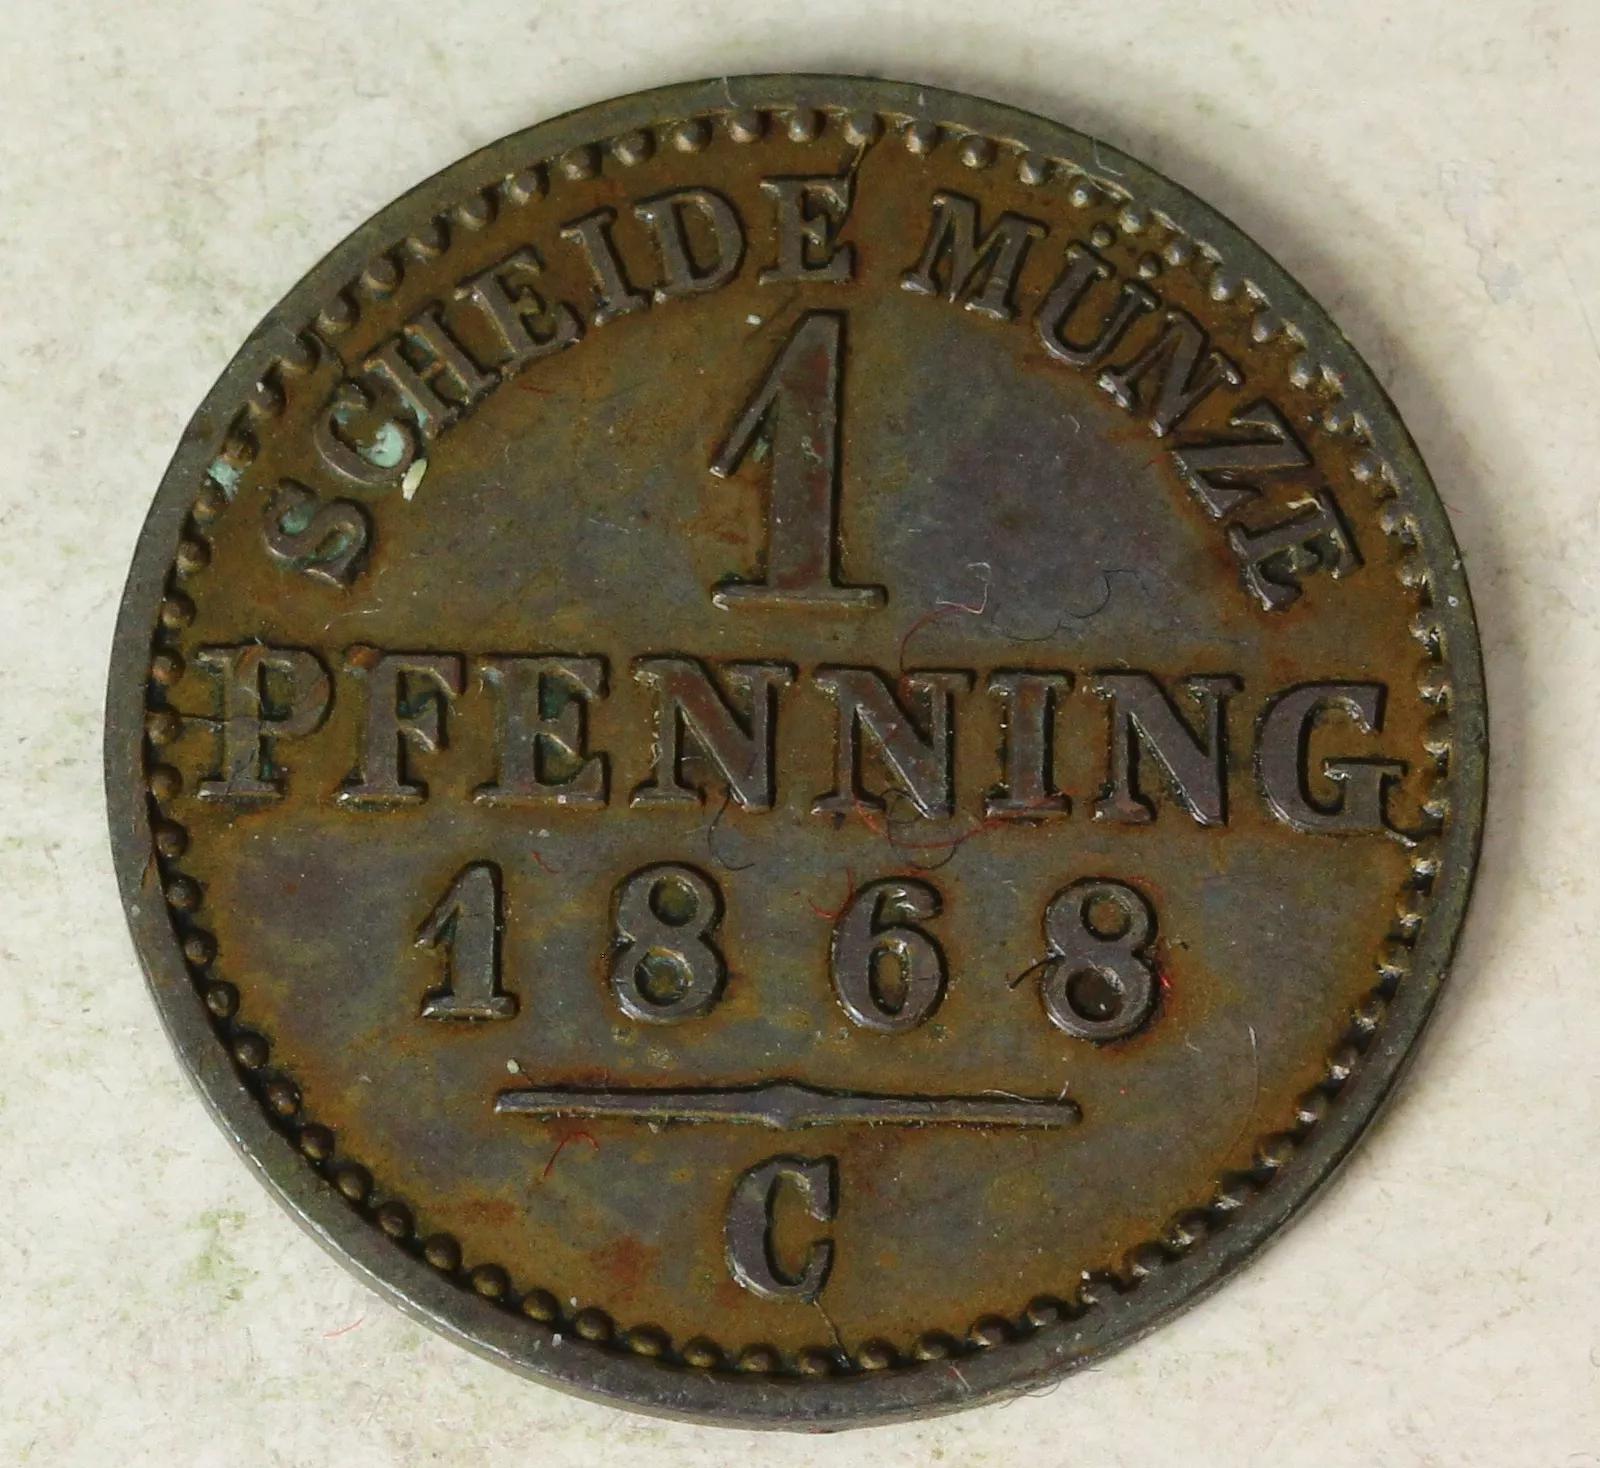 SCHEIDE MÜNZE
1
PFENNING
1868
C